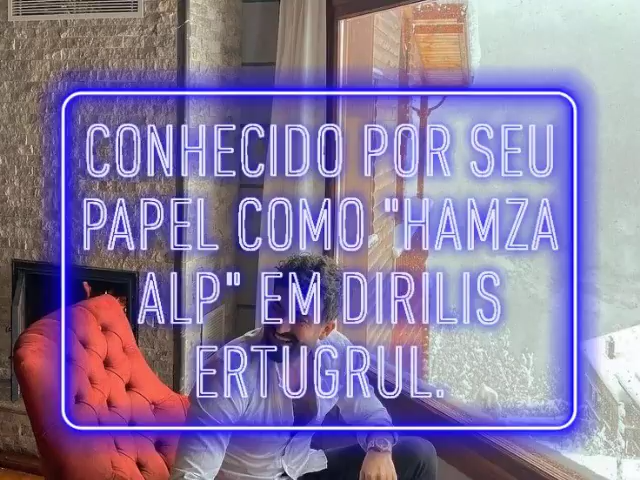 CONHECIDO POR SEU
PAPEL COMO "HAMZA
ALP" EM DIRILIS
ERTUGRUL.